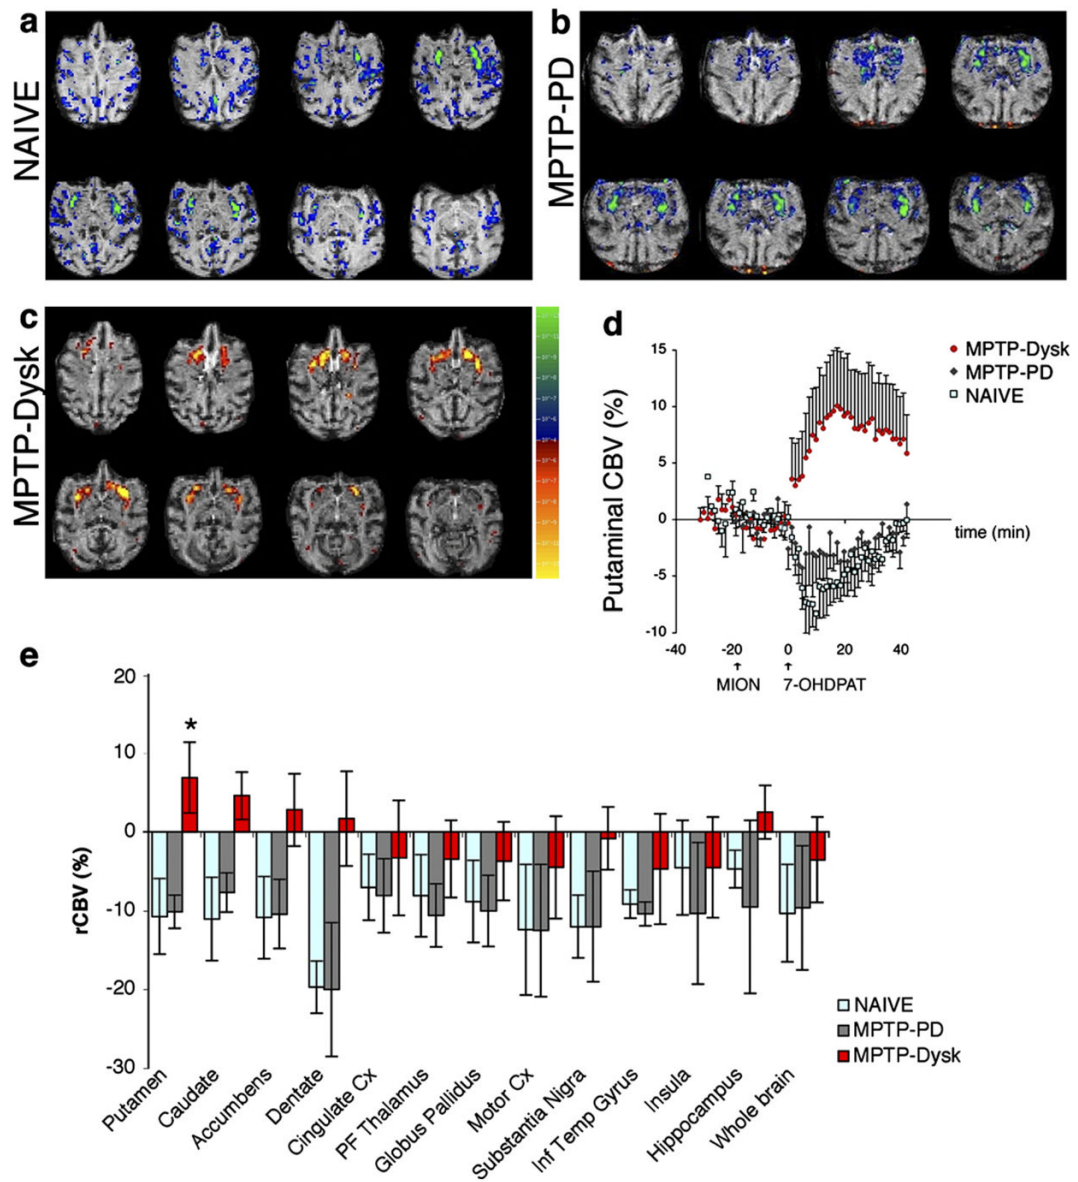 a
b
NAIVE
MPTP-PD
c
MPTP-Dysk
d
15
10
5
0
-5
-10
Putaminal CBV (%)
MPTP-Dysk
MPTP-PD
NAIVE
time (min)
-40
-20
0
20
40
MION
7-OHDPAT
e
20
10
0
-10
-20
-30
rCBV (%)
*
NAIVE
MPTP-PD
MPTP-Dysk
Putamen
Caudate
Accumbens
Dentate
Cingulate Cx
PF Thalamus
Globus Pallidus
Motor Cx
Substantia Nigra
Inf Temp Gyrus
Insula
Hippocampus
Whole brain